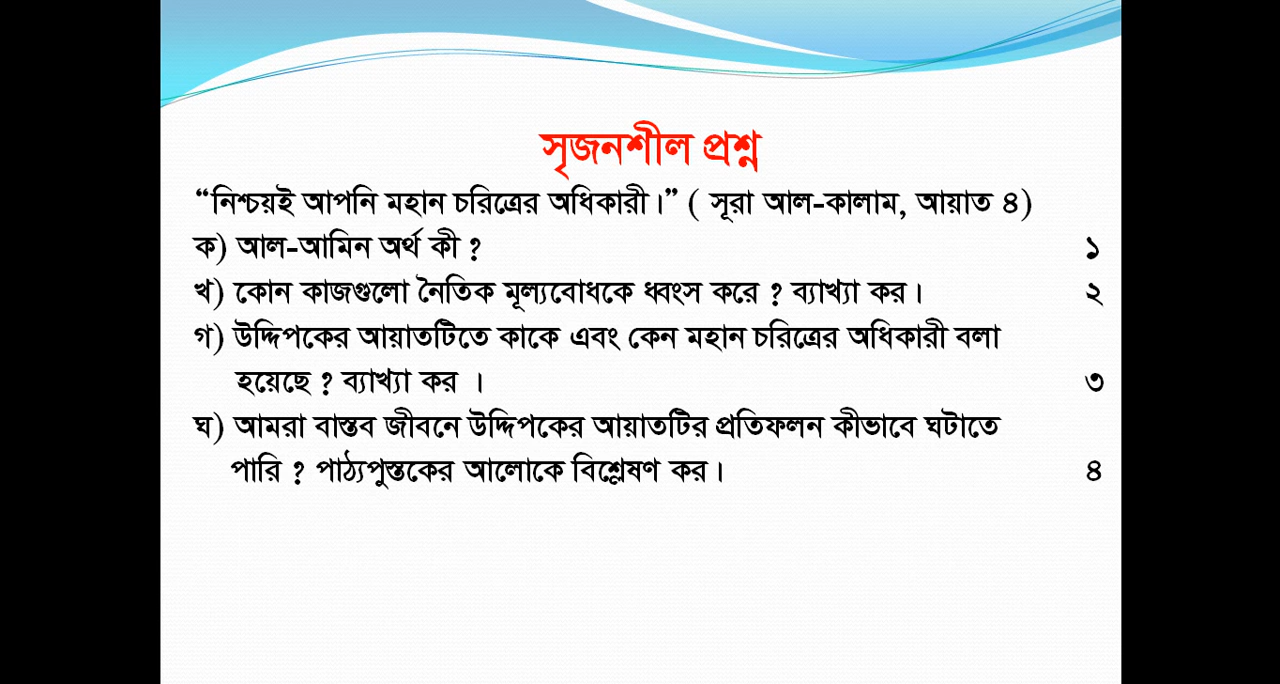 সৃজনশীল প্রশ্ন
“নিশ্চয়ই আপনি মহান চরিত্রের অধিকারী।” ( সূরা আল-কালাম, আয়াত ৪)
ক) আল-আমিন অর্থ কী ? ১
খ) কোন কাজগুলো নৈতিক মূল্যবোধকে ধ্বংস করে ? ব্যাখ্যা কর। ২
গ) উদ্দিপকের আয়াতটিতে কাকে এবং কেন মহান চরিত্রের অধিকারী বলা
হয়েছে ? ব্যাখ্যা কর । ৩
ঘ) আমরা বাস্তব জীবনে উদ্দিপকের আয়াতটির প্রতিফলন কীভাবে ঘটাতে
পারি ? পাঠ্যপুস্তকের আলোকে বিশ্লেষণ কর। ৪